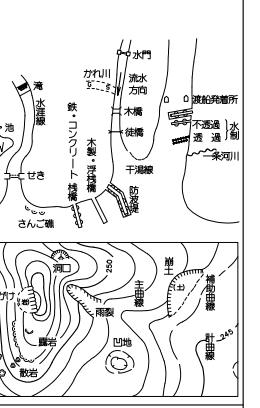 水門
かれ川
流水
方向
滝
水涯線
渡船発着所
木橋
不透過
透過
水制
徒橋
池
鉄・コンクリート桟橋
木製・浮桟橋
干潟線
条河川
せき
防波堤
さんご礁
洞口
250
崩土
土
主曲線
補助曲線
がけ
雨裂
計曲線
245
露岩
凹地
散岩